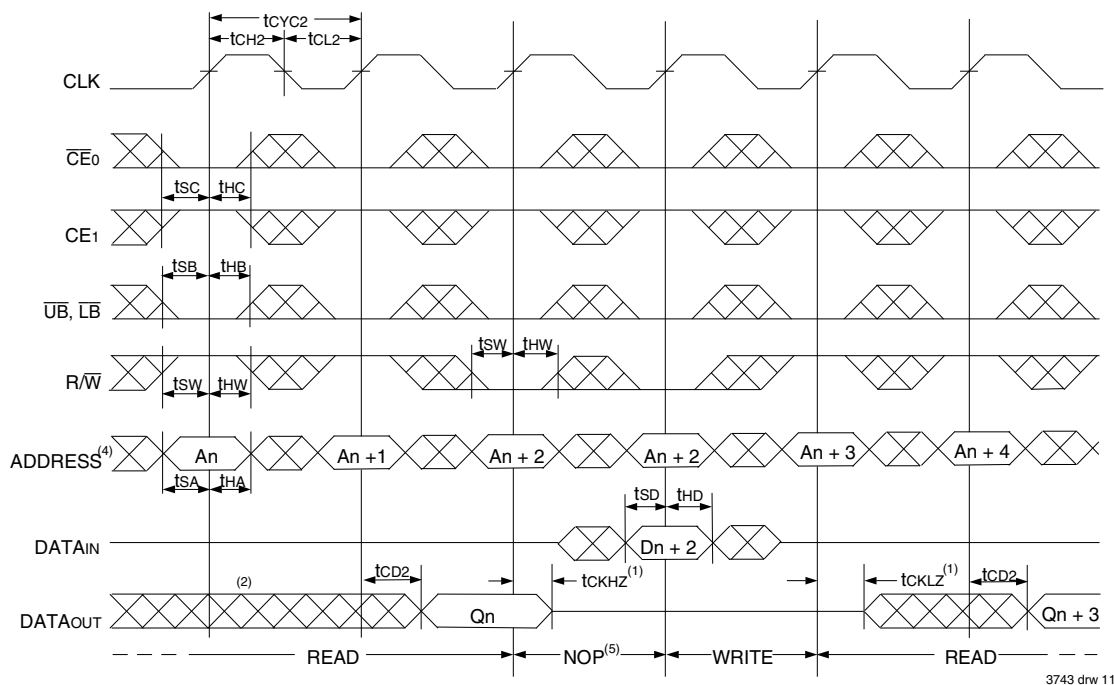 tCYC2
tCH2 tCL2
CLK
CE0
tSC tHC
CE1
tSB tHB
UB, LB
tSW tHW
R/W
tSW tHW
ADDRESS(4) An An +1 An + 2 An + 2 An + 3 An + 4
tSA tHA
tSD tHD
DATAIN Dn + 2
tCD2 tCKHZ(1) tCKLZ(1) tCD2
(2)
DATAOUT Qn Qn + 3
READ NOP(5) WRITE READ
3743 drw 11